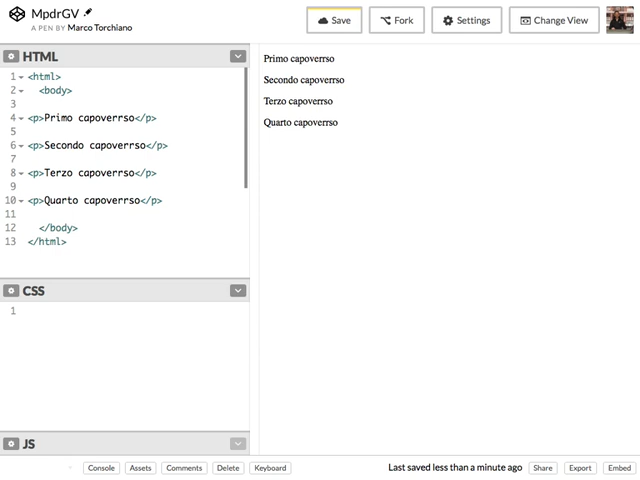 MpdrGV
A PEN BY Marco Torchiano
Save
Fork
Settings
Change View
HTML
1 <html>
2 <body>
3
4 <p>Primo capoverrso</p>
5
6 <p>Secondo capoverrso</p>
7
8 <p>Terzo capoverrso</p>
9
10 <p>Quarto capoverrso</p>
11
12 </body>
13 </html>
CSS
1
JS
Primo capoverrso
Secondo capoverrso
Terzo capoverrso
Quarto capoverrso
Console
Assets
Comments
Delete
Keyboard
Last saved less than a minute ago
Share
Export
Embed